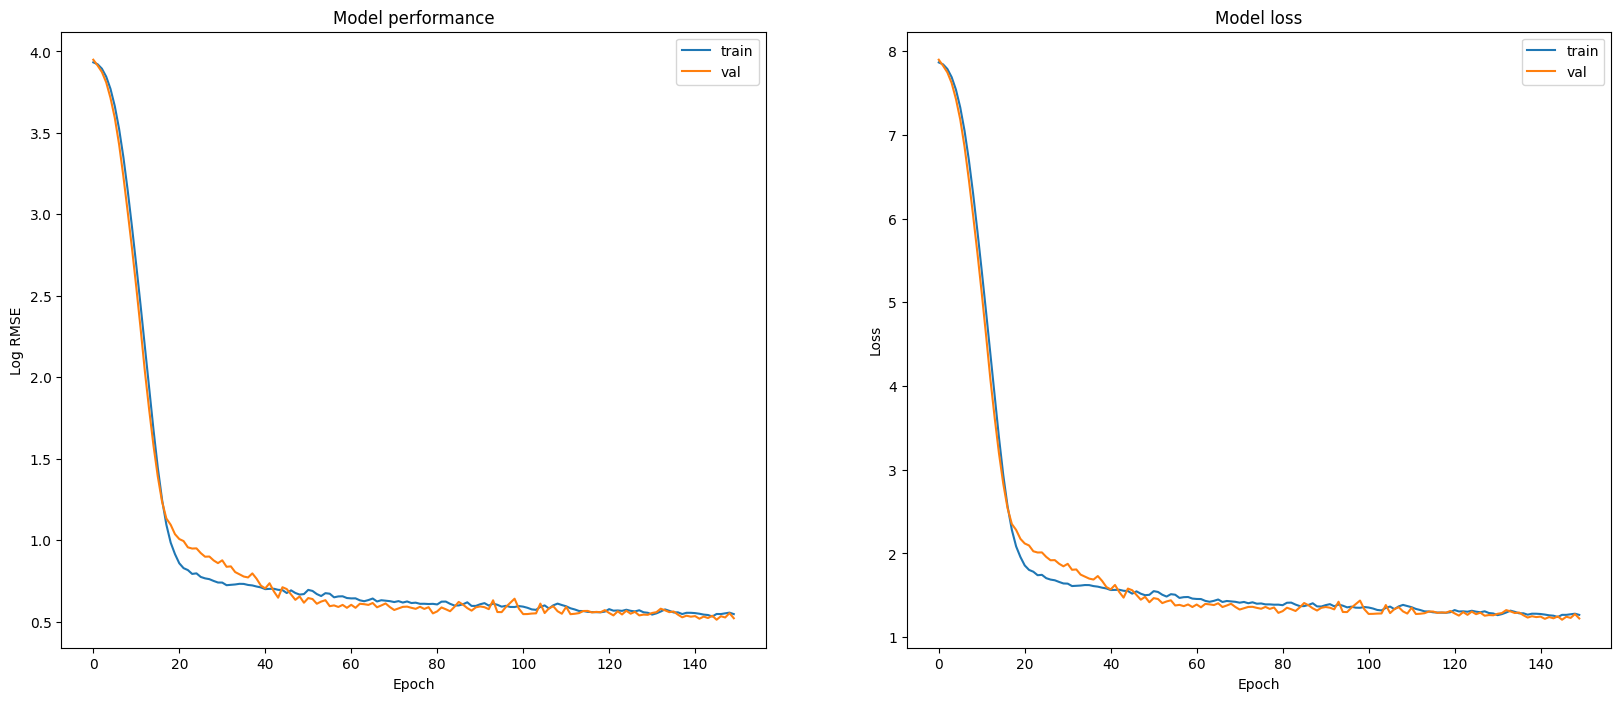 Model performance
train
val
4.0
3.5
3.0
2.5
2.0
1.5
1.0
0.5
Log RMSE
0 20 40 60 80 100 120 140
Epoch
Model loss
train
val
8
7
6
5
4
3
2
1
Loss
0 20 40 60 80 100 120 140
Epoch